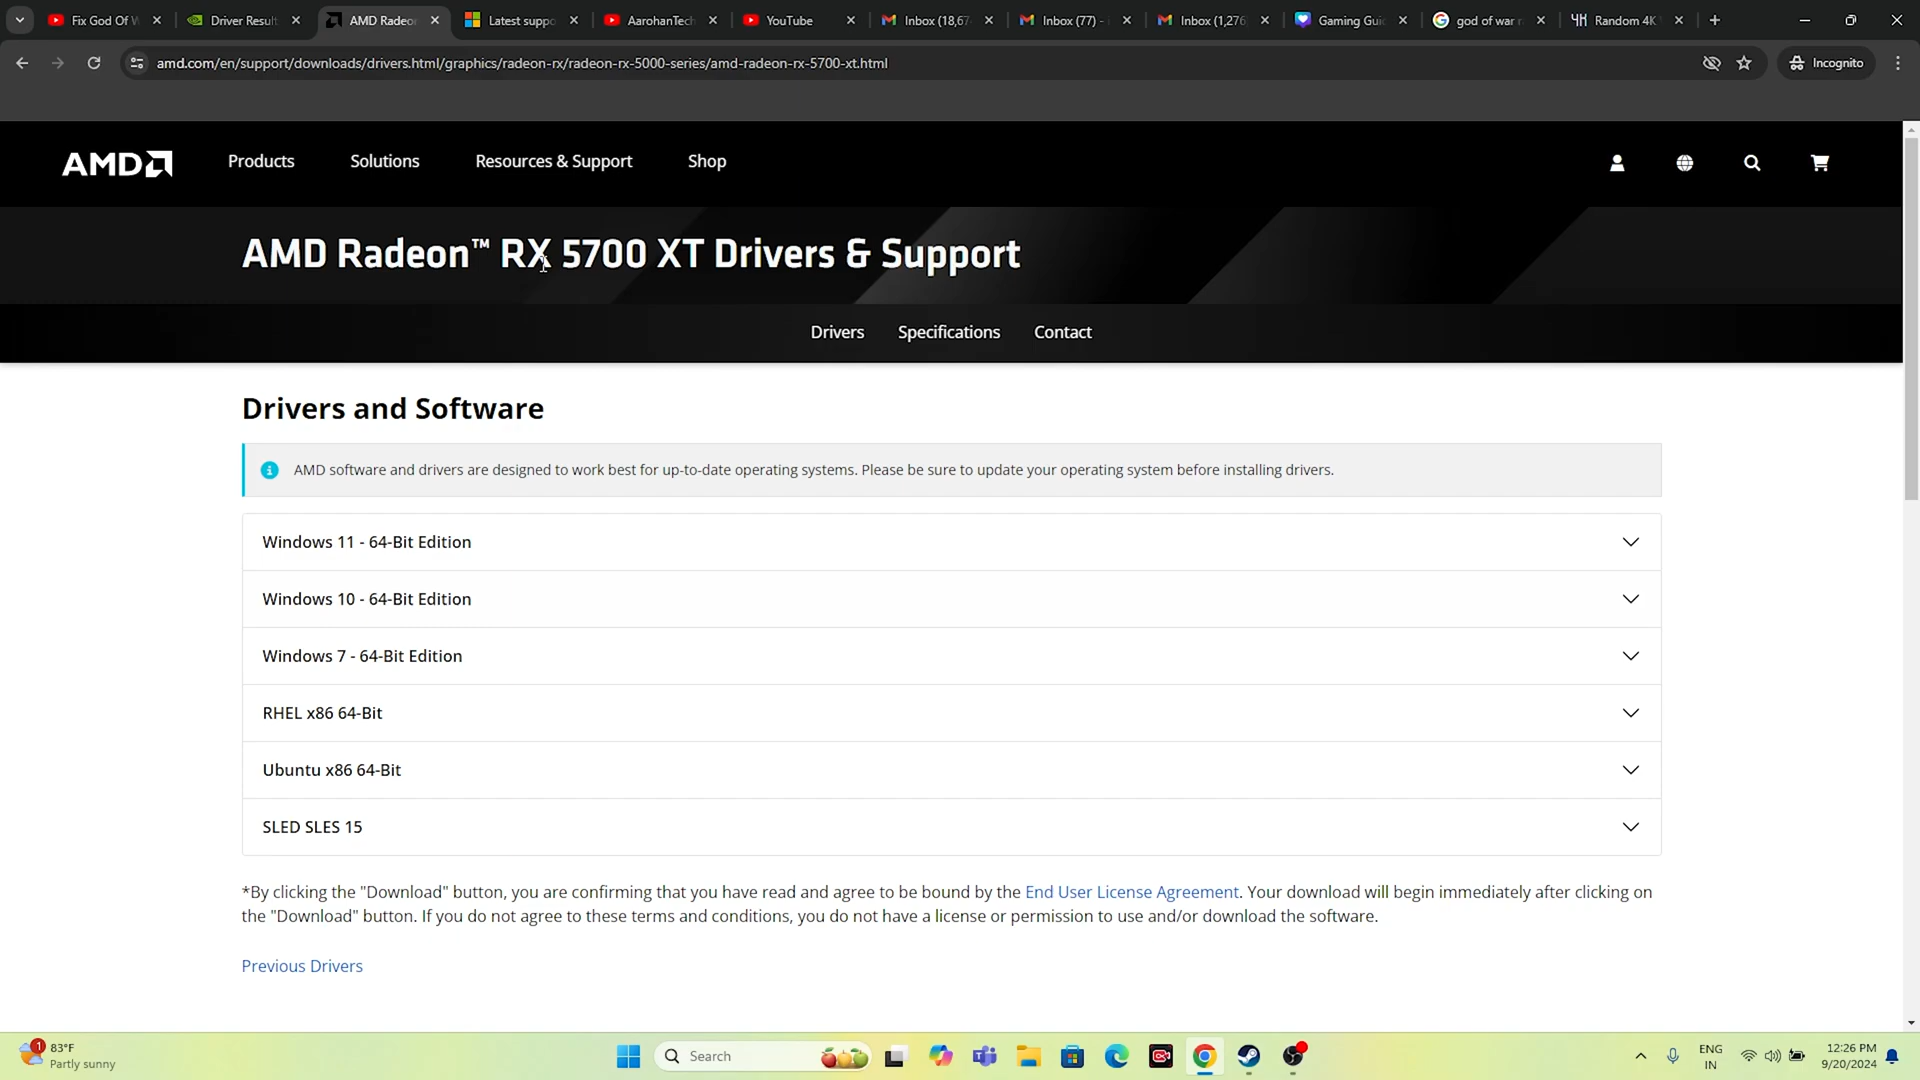 Fix God Of W
Driver Result
AMD Radeon
Latest suppo
AarohanTech
YouTube
Inbox (18,67
Inbox (77) - i
Inbox (1,276
Gaming Guid
god of war r
4K Random 4K
amd.com/en/support/downloads/drivers.html/graphics/radeon-rx/radeon-rx-5000-series/amd-radeon-rx-5700-xt.html
Incognito
AMD
Products
Solutions
Resources & Support
Shop
AMD Radeon™ RX 5700 XT Drivers & Support
Drivers
Specifications
Contact
Drivers and Software
AMD software and drivers are designed to work best for up-to-date operating systems. Please be sure to update your operating system before installing drivers.
Windows 11 - 64-Bit Edition
Windows 10 - 64-Bit Edition
Windows 7 - 64-Bit Edition
RHEL x86 64-Bit
Ubuntu x86 64-Bit
SLED SLES 15
*By clicking the "Download" button, you are confirming that you have read and agree to be bound by the End User License Agreement. Your download will begin immediately after clicking on
the "Download" button. If you do not agree to these terms and conditions, you do not have a license or permission to use and/or download the software.
Previous Drivers
1
83°F
Partly sunny
Search
ENG
IN
12:26 PM
9/20/2024